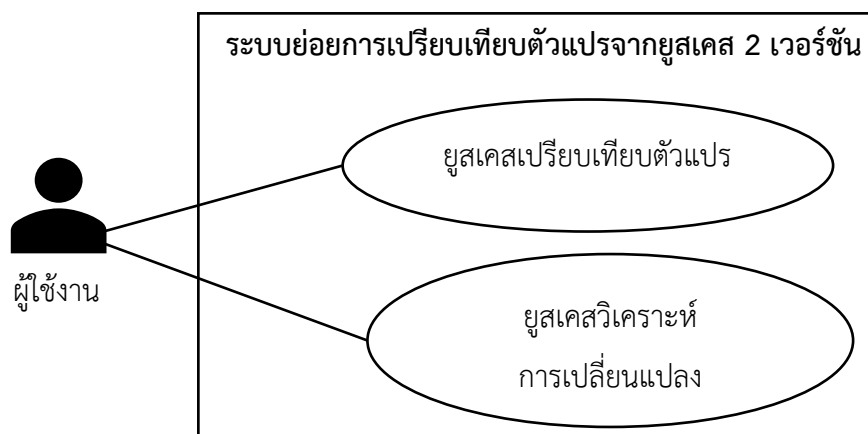 ระบบย่อยการเปรียบเทียบตัวแปรจากยูสเคส 2 เวอร์ชัน
ยูสเคสเปรียบเทียบตัวแปร
ผู้ใช้งาน
ยูสเคสวิเคราะห์
การเปลี่ยนแปลง